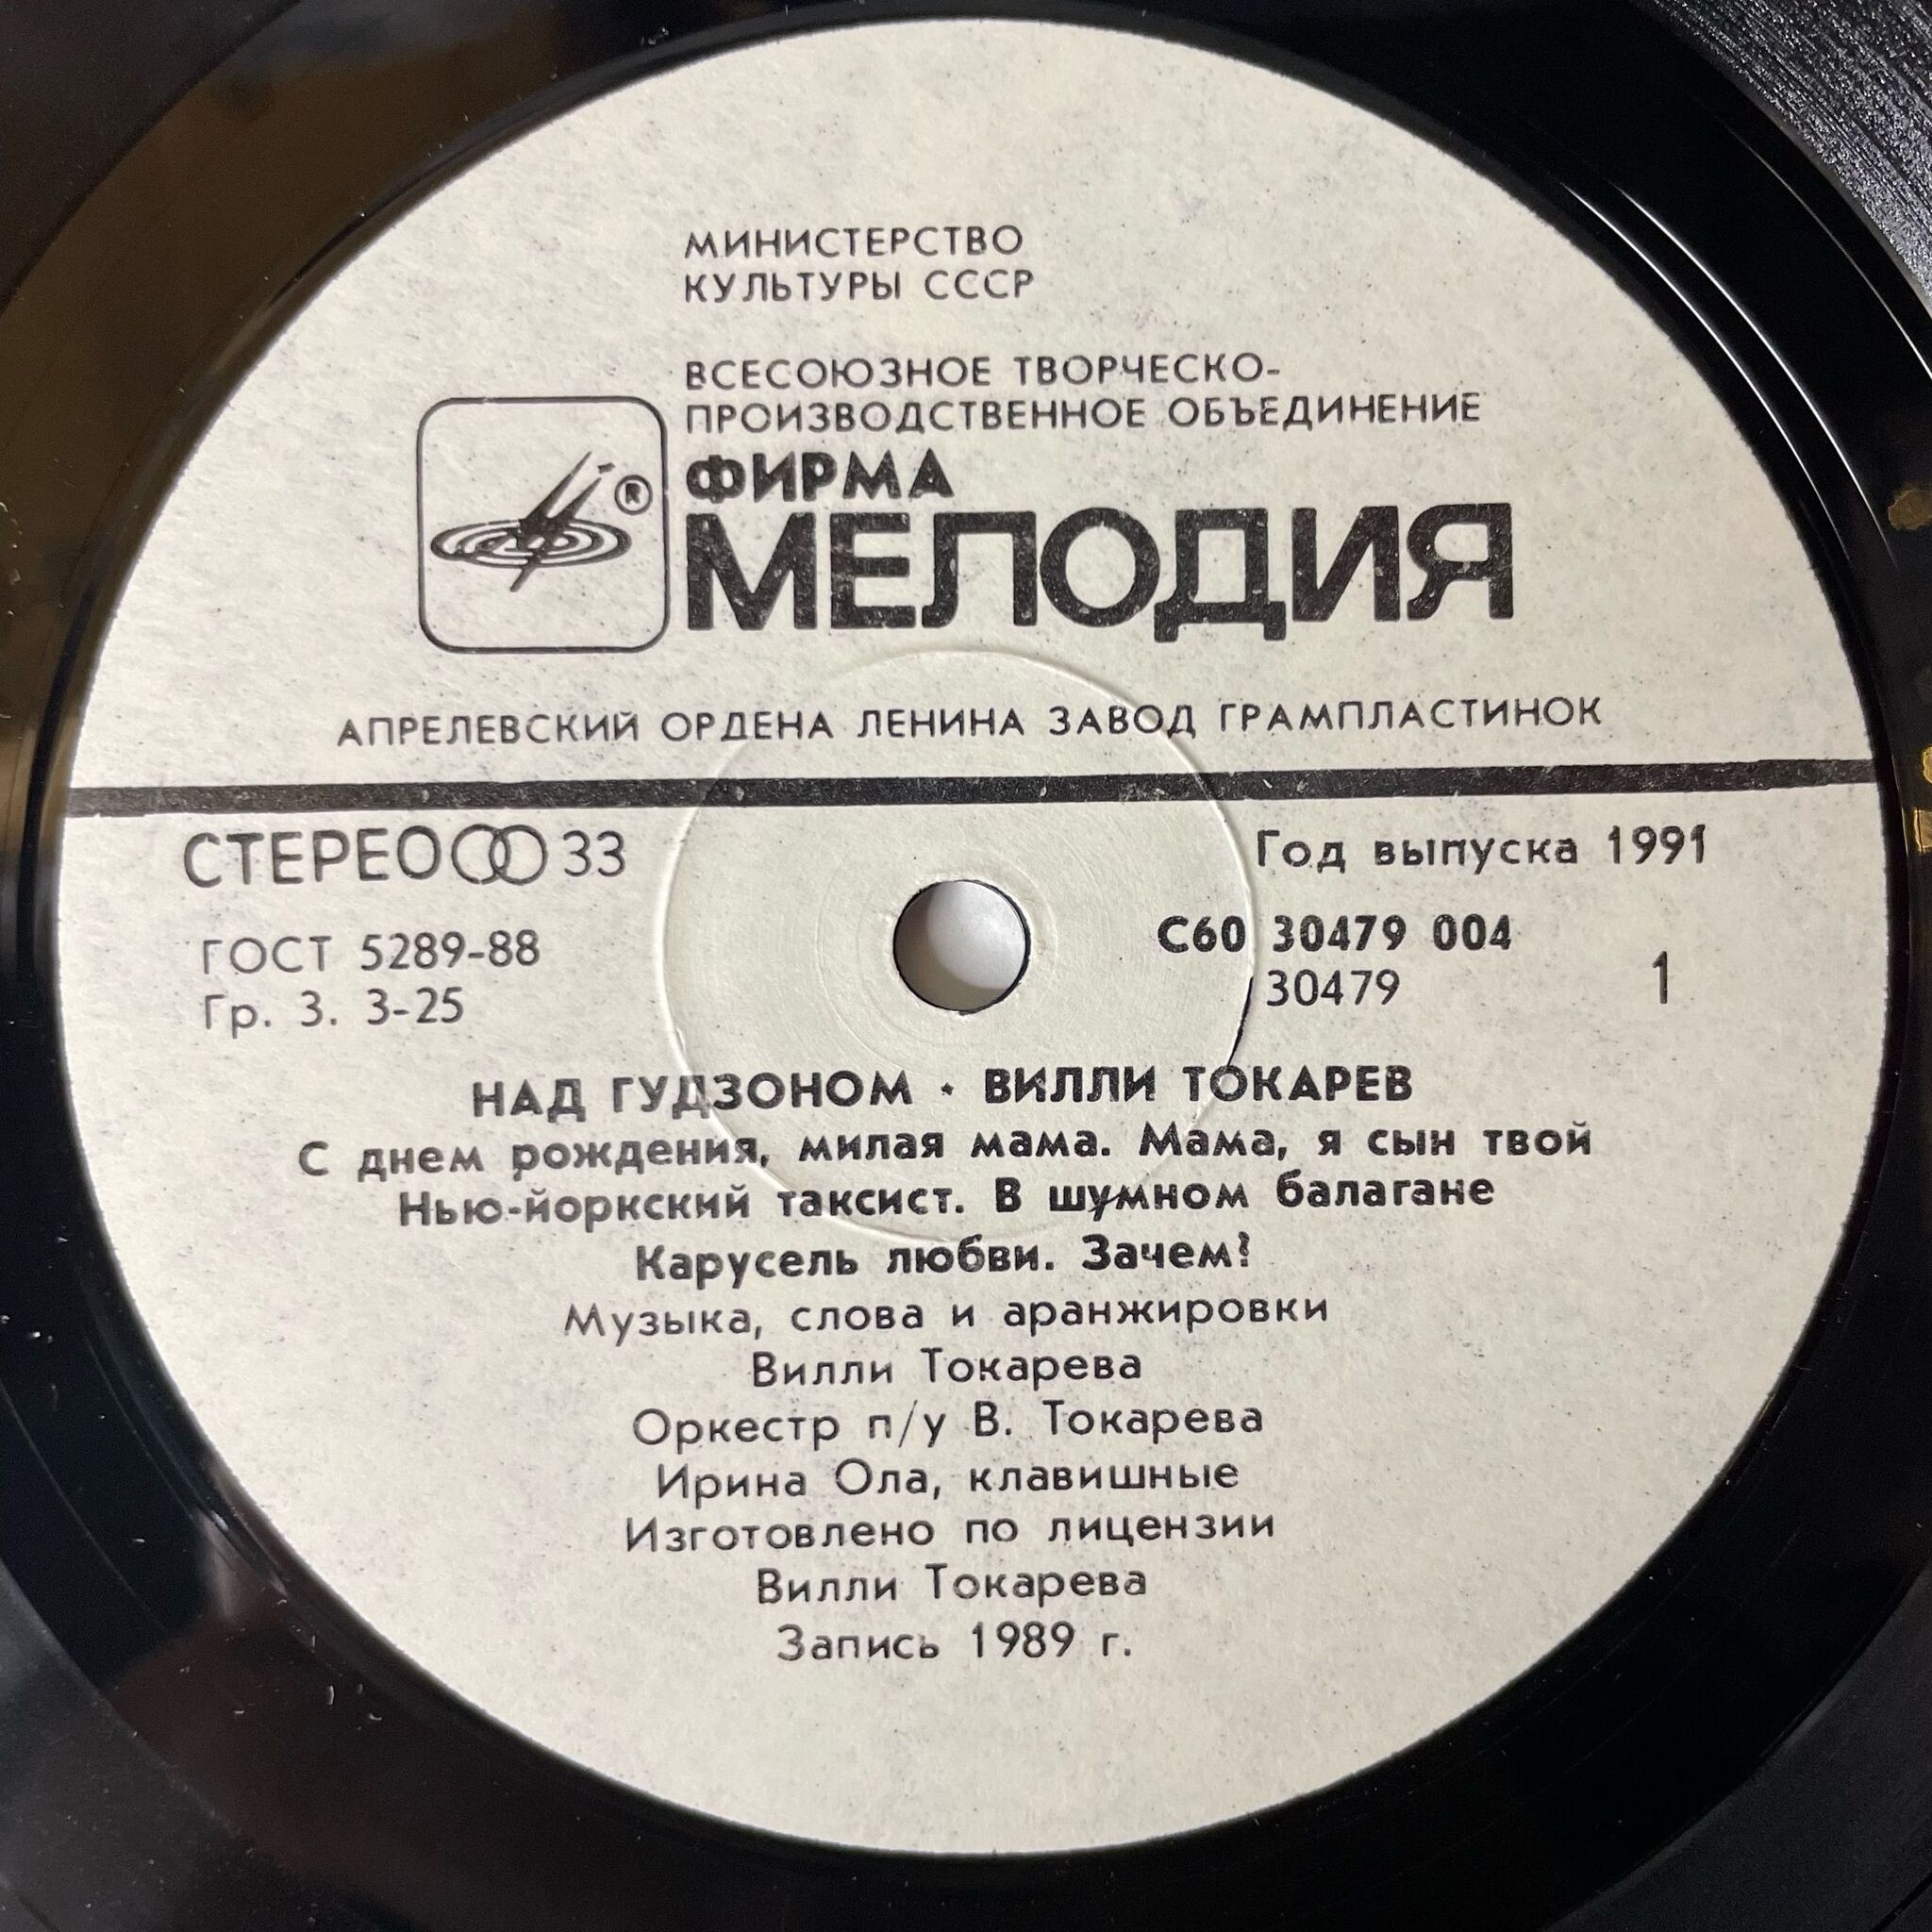 МИНИСТЕРСТВО
КУЛЬТУРЫ СССР
ВСЕСОЮЗНОЕ ТВОРЧЕСКО-
ПРОИЗВОДСТВЕННОЕ ОБЪЕДИНЕНИЕ
ФИРМА
®
МЕЛОДИЯ
АПРЕЛЕВСКИЙ ОРДЕНА ЛЕНИНА ЗАВОД ГРАМПЛАСТИНОК
СТЕРЕО 33
Год выпуска 1991
ГОСТ 5289-88
С60 30479 004
Гр. 3. 3-25
30479
1
НАД ГУДЗОНОМ · ВИЛЛИ ТОКАРЕВ
С днем рождения, милая мама. Мама, я сын твой
Нью-йоркский таксист. В шумном балагане
Карусель любви. Зачем?
Музыка, слова и аранжировки
Вилли Токарева
Оркестр п/у В. Токарева
Ирина Ола, клавишные
Изготовлено по лицензии
Вилли Токарева
Запись 1989 г.